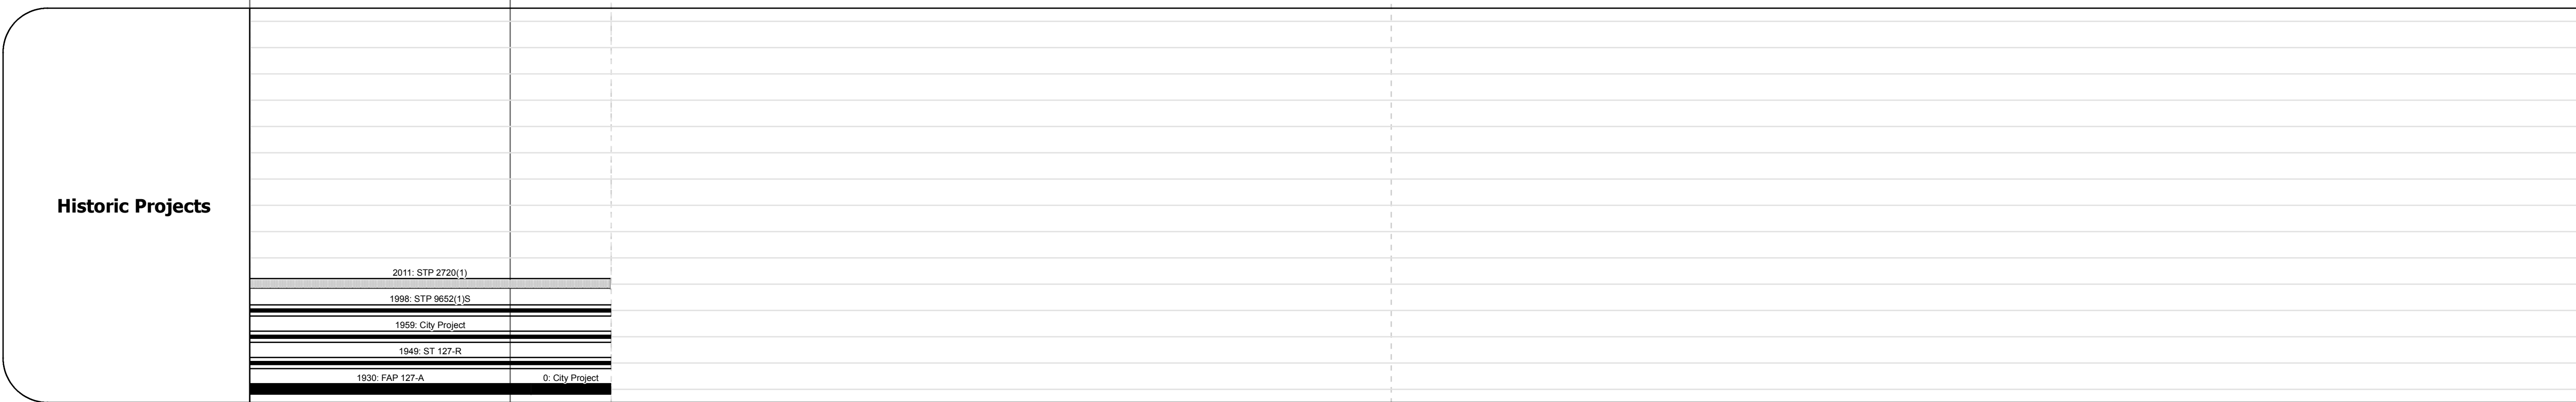 Historic Projects
2011: STP 2720(1)
1998: STP 9652(1)S
1959: City Project
1949: ST 127-R
1930: FAP 127-A
0: City Project